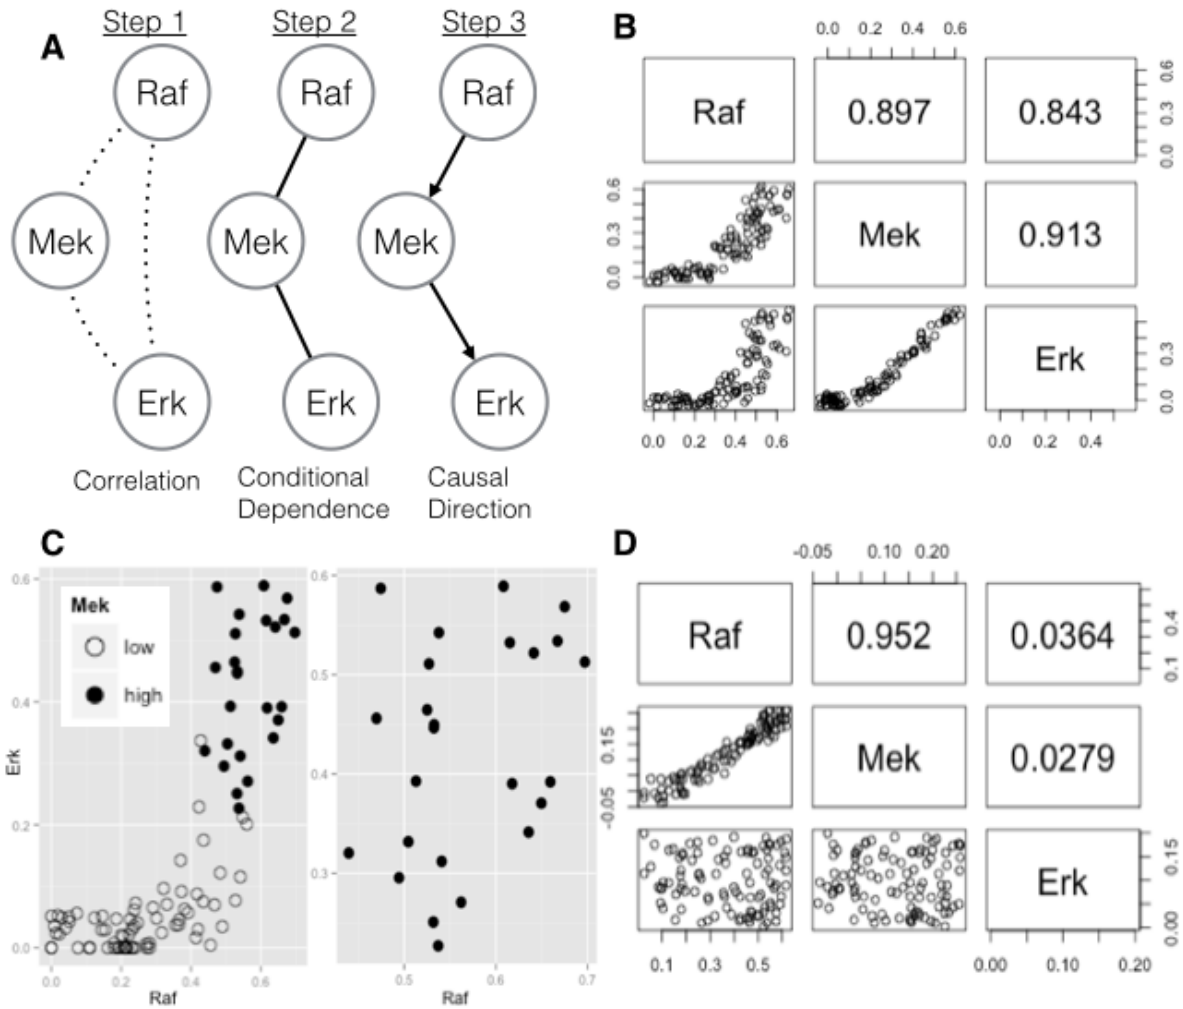 A
Step 1
Step 2
Step 3
Raf
Raf
Raf
Mek
Mek
Mek
Erk
Erk
Erk
Correlation
Conditional
Dependence
Causal
Direction
B
0.0 0.2 0.4 0.6
Raf
0.897
0.843
0.0 0.3 0.6
0.0 0.3 0.6
Mek
0.913
Erk
0.0 0.3
0.0 0.2 0.4 0.6
0.0 0.2 0.4
C
Mek
low
high
0.6
0.4
0.2
0.0
Erk
0.0 0.2 0.4 0.6
Raf
0.6
0.5
0.4
0.3
0.5 0.6 0.7
Raf
D
-0.05 0.10 0.20
Raf
0.952
0.0364
0.1 0.4
-0.05 0.15
Mek
0.0279
Erk
0.00 0.15
0.1 0.3 0.5
0.00 0.10 0.20